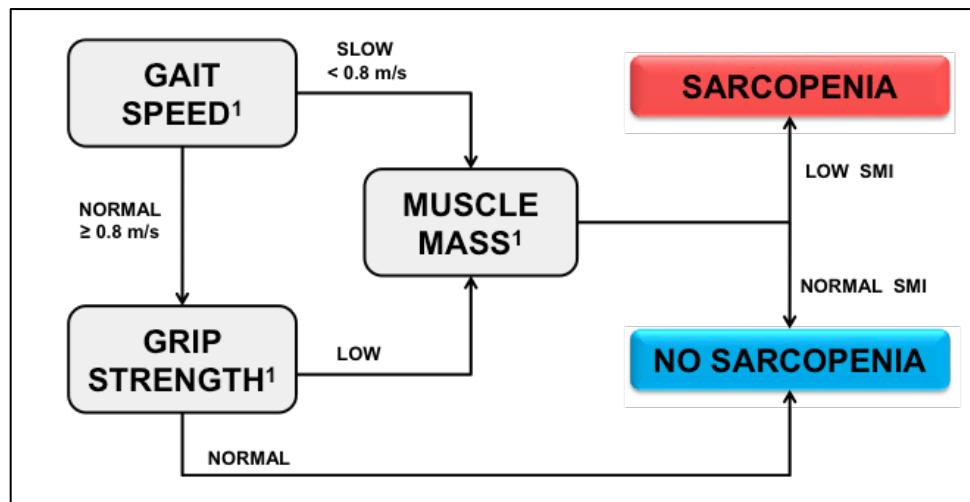 GAIT
SPEED¹
SLOW
< 0.8 m/s
SARCOPENIA
LOW SMI
MUSCLE
MASS¹
NORMAL
≥ 0.8 m/s
NORMAL SMI
GRIP
STRENGTH¹
LOW
NO SARCOPENIA
NORMAL